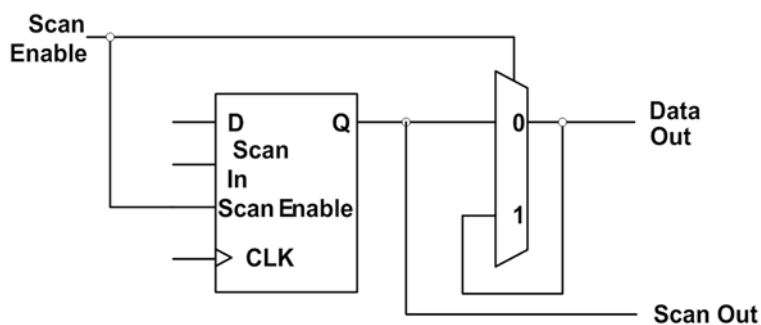 Scan
Enable
D
Q
Scan
In
Scan Enable
CLK
0
1
Data
Out
Scan Out